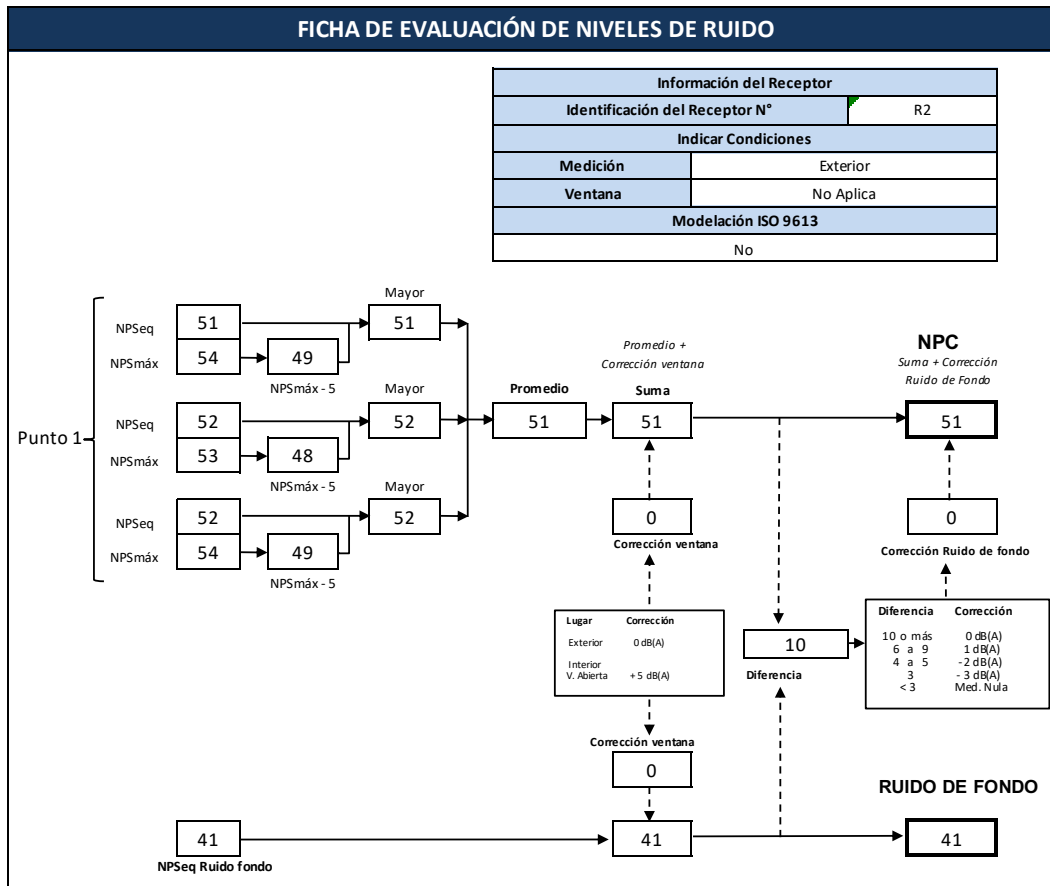 FICHA DE EVALUACIÓN DE NIVELES DE RUIDO
Información del Receptor
Identificación del Receptor N° R2
Indicar Condiciones
Medición Exterior
Ventana No Aplica
Modelación ISO 9613
No
Punto 1
Mayor
NPSeq 51 51
NPSmáx 54 49
NPSmáx - 5
Mayor
NPSeq 52 52
NPSmáx 53 48
NPSmáx - 5
Mayor
NPSeq 52 52
NPSmáx 54 49
NPSmáx - 5
Promedio
51
Promedio +
Corrección ventana
Suma
51
0
Corrección ventana
NPC
Suma + Corrección
Ruido de Fondo
51
0
Corrección Ruido de fondo
Lugar Corrección
Exterior 0 dB(A)
Interior
V. Abierta + 5 dB(A)
10
Diferencia
Diferencia Corrección
10 o más 0 dB(A)
6 a 9 1 dB(A)
4 a 5 -2 dB(A)
3 - 3 dB(A)
< 3 Med. Nula
Corrección ventana
0
RUIDO DE FONDO
41 41 41
NPSeq Ruido fondo